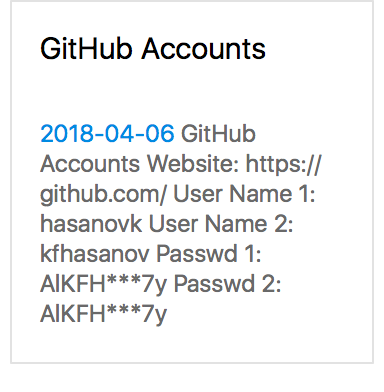 GitHub Accounts
2018-04-06 GitHub
Accounts Website: https://
github.com/ User Name 1:
hasanovk User Name 2:
kfhasanov Passwd 1:
AlKFH***7y Passwd 2:
AlKFH***7y